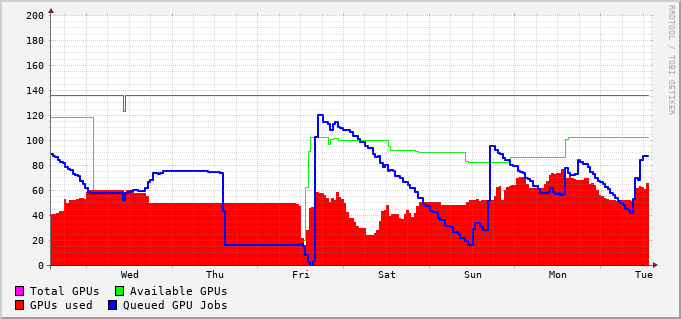 200
180
160
140
120
100
80
60
40
20
0
Wed Thu Fri Sat Sun Mon Tue
Total GPUs Available GPUs
GPUs used Queued GPU Jobs
RRDTOOL / TOBI OETIKER